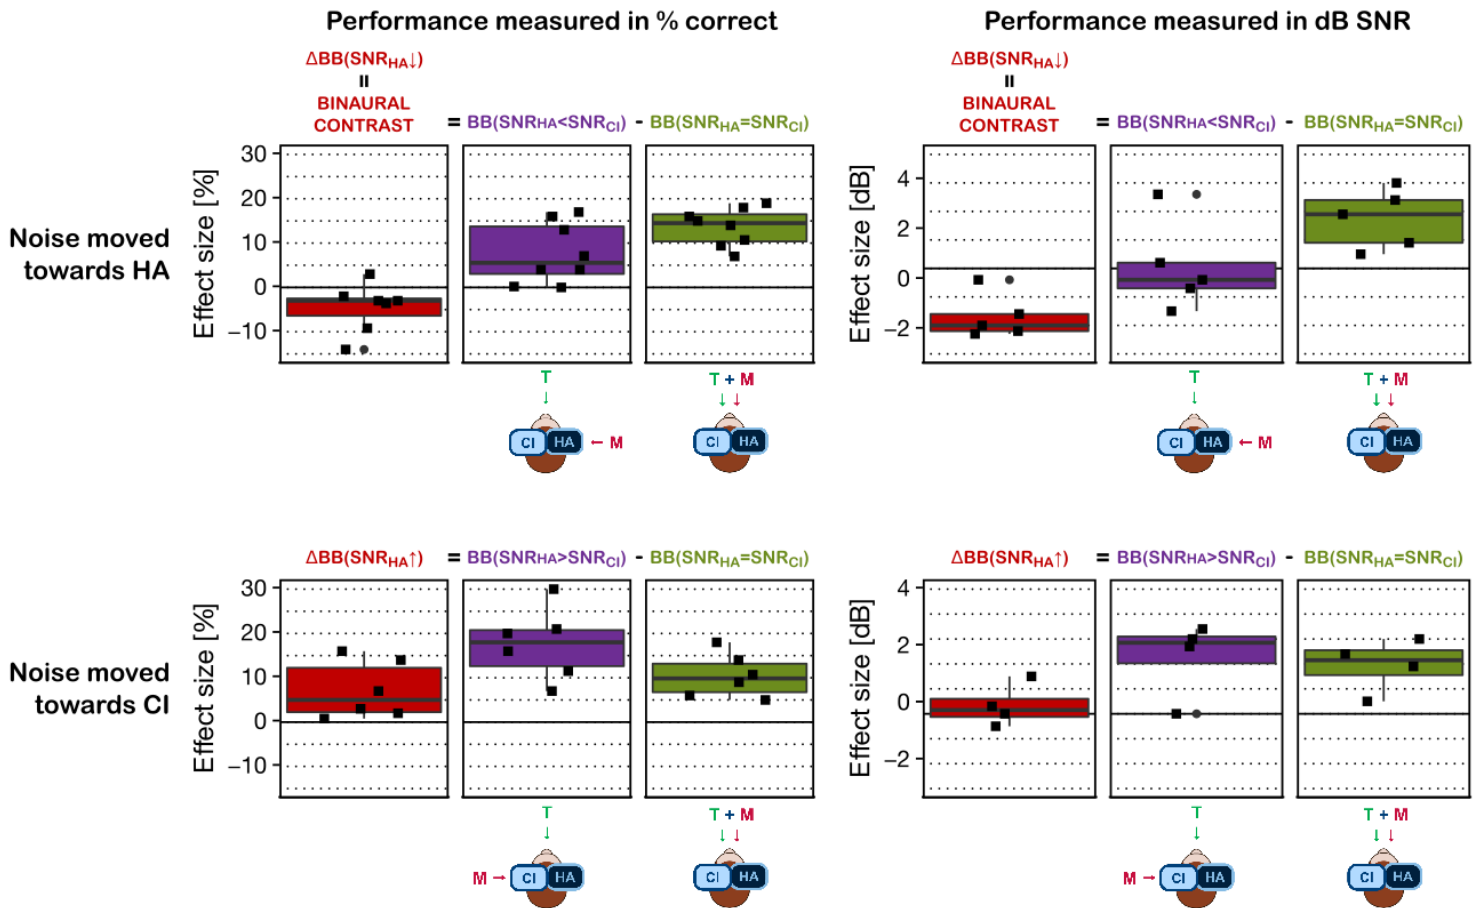 Performance measured in % correct
Performance measured in dB SNR
ΔBB(SNRHA↓)
=
BINARUAL
CONTRAST
= BB(SNRHA<SNRCI) - BB(SNRHA=SNRCI)
ΔBB(SNRHA↓)
=
BINAURAL
CONTRAST
= BB(SNRHA<SNRCI) - BB(SNRHA=SNRCI)
Noise moved
towards HA
Effect size [%]
30
20
10
0
−10
Effect size [dB]
4
2
0
−2
T
↓
CI HA ← M
T + M
↓ ↓
CI HA
T
↓
CI HA ← M
T + M
↓ ↓
CI HA
ΔBB(SNRHA↑) = BB(SNRHA>SNRCI) - BB(SNRHA=SNRCI)
ΔBB(SNRHA↑) = BB(SNRHA>SNRCI) - BB(SNRHA=SNRCI)
Noise moved
towards CI
Effect size [%]
30
20
10
0
−10
Effect size [dB]
4
2
0
−2
T
↓
M → CI HA
T + M
↓ ↓
CI HA
T
↓
M → CI HA
T + M
↓ ↓
CI HA